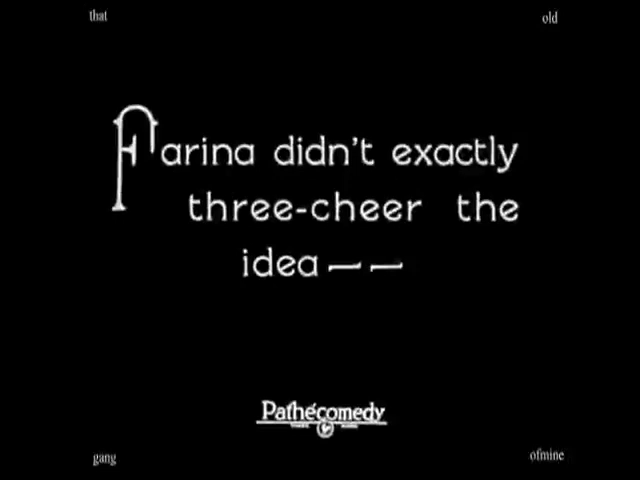 that old
Farina didn't exactly
three-cheer the
idea — —
Pathécomedy
gang ofmine